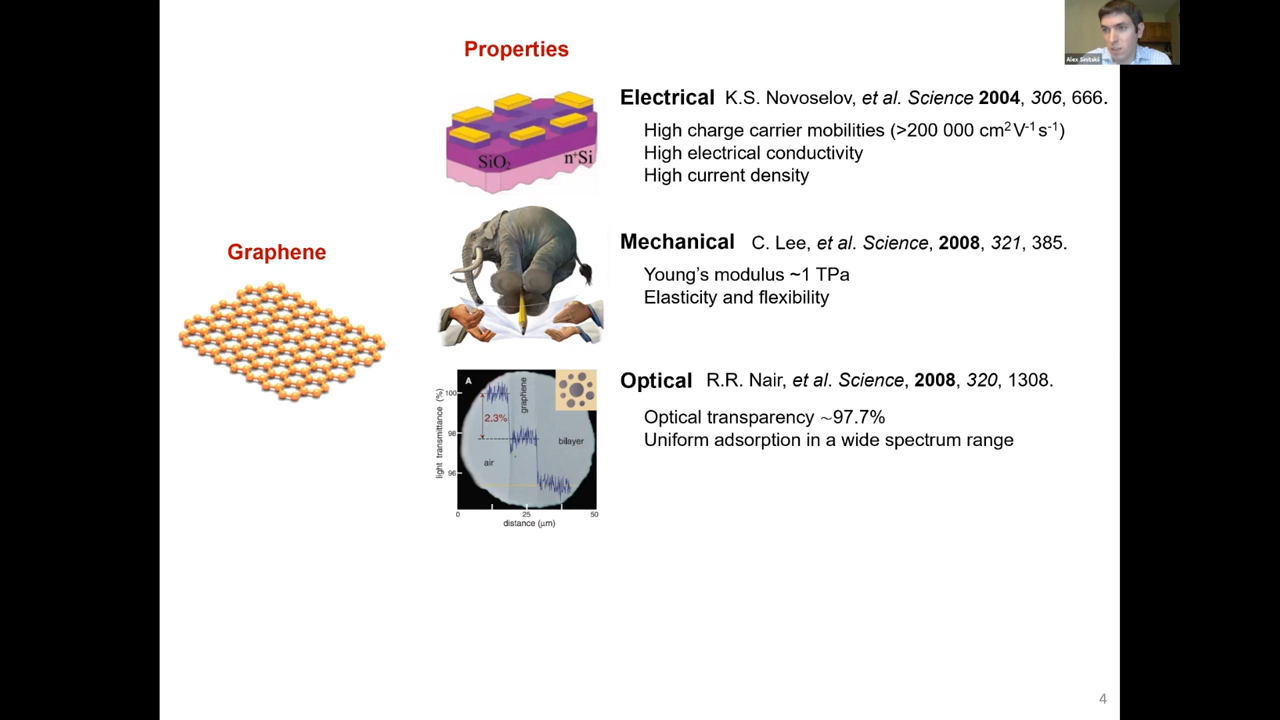 Properties
Alex Sinitskii
Electrical K.S. Novoselov, et al. Science 2004, 306, 666.
High charge carrier mobilities (>200 000 cm2V-1s-1)
High electrical conductivity
High current density
SiO2
n+Si
Graphene
Mechanical C. Lee, et al. Science, 2008, 321, 385.
Young's modulus ~1 TPa
Elasticity and flexibility
Optical R.R. Nair, et al. Science, 2008, 320, 1308.
Optical transparency ~97.7%
Uniform adsorption in a wide spectrum range
A
light transmittance (%)
100
98
96
2.3%
graphene
air
bilayer
0
25
50
distance (μm)
4